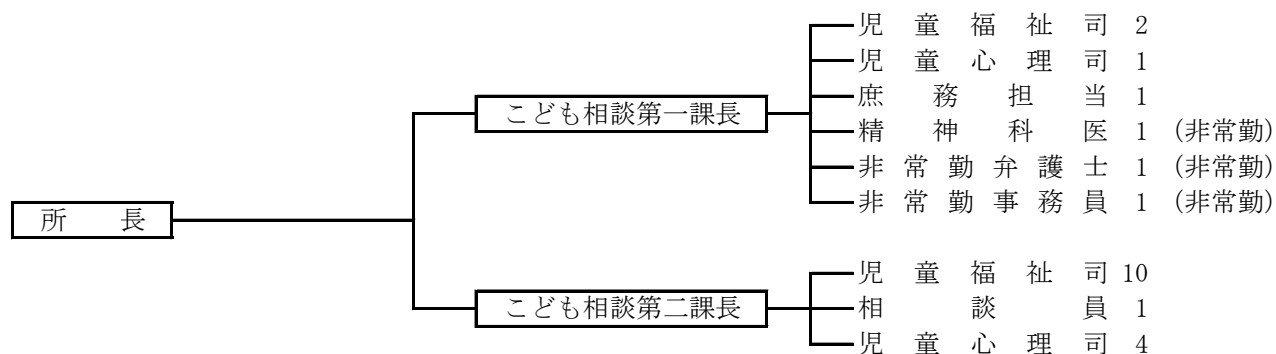 児童福祉司 2
児童心理司 1
こども相談第一課長
庶務担当 1
精神科医 1 (非常勤)
非常勤弁護士 1 (非常勤)
非常勤事務員 1 (非常勤)
所長
児童福祉司 10
こども相談第二課長
相談員 1
児童心理司 4